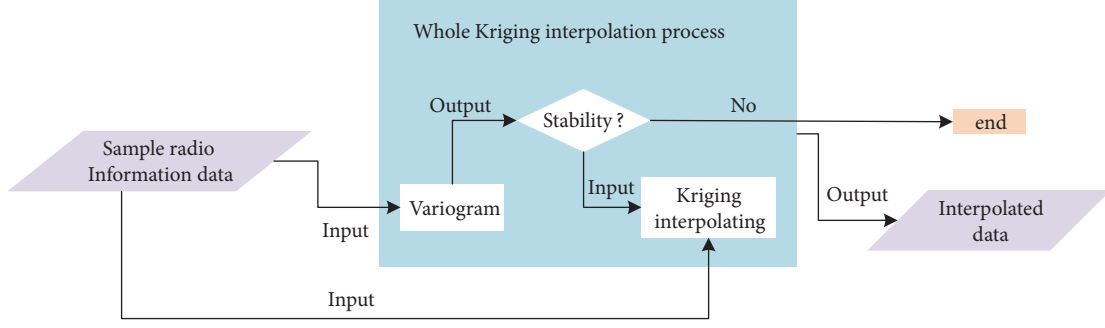 Whole Kriging interpolation process
Output
Stability ?
No
end
Sample radio
Information data
Input
Variogram
Input
Kriging
interpolating
Output
Interpolated
data
Input